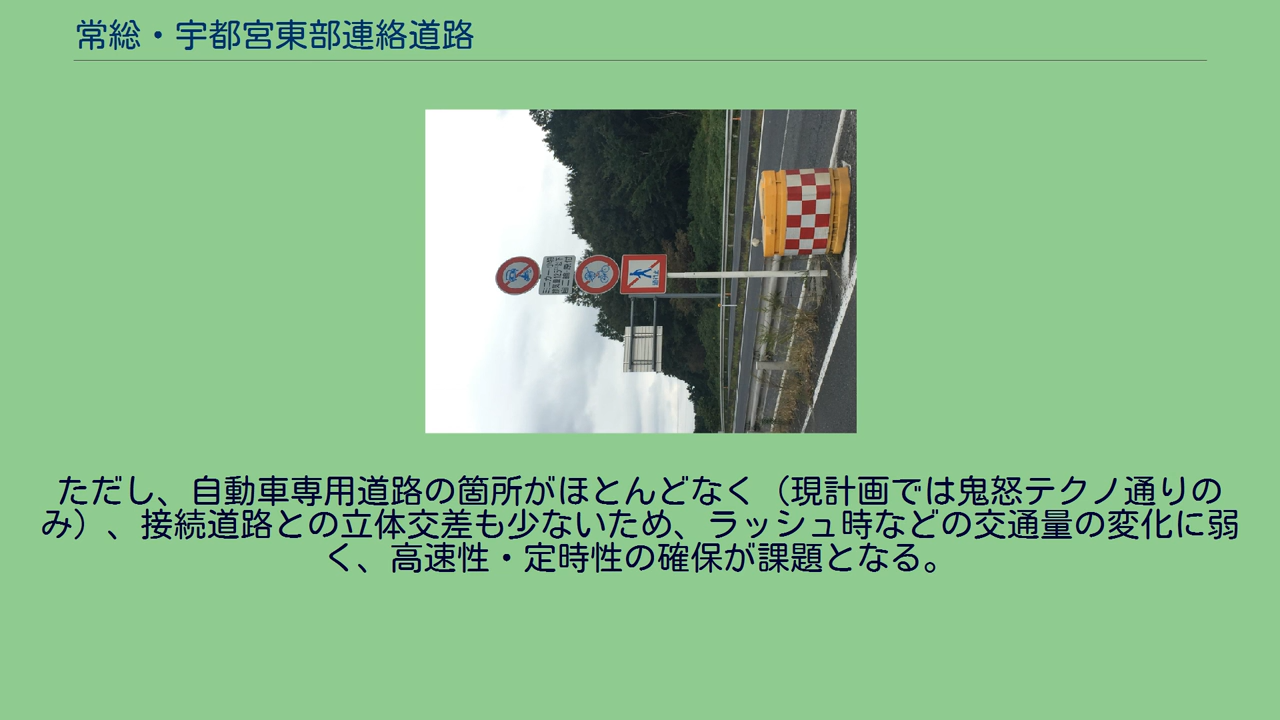 常総・宇都宮東部連絡道路
ただし、自動車専用道路の箇所がほとんどなく（現計画では鬼怒テクノ通りの
み）、接続道路との立体交差も少ないため、ラッシュ時などの交通量の変化に弱
く、高速性・定時性の確保が課題となる。